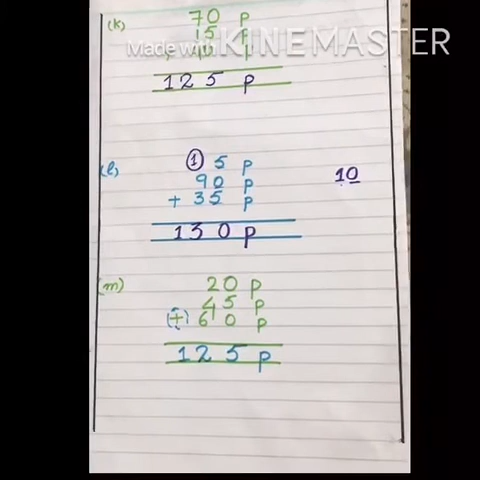 (k) 70 p
15 p
Made with KINEMASTER
125 p
(l) ① 5 p
90 p
10
+ 35 p
130 p
(m) 20 p
45 p
(+) 60 p
125 p